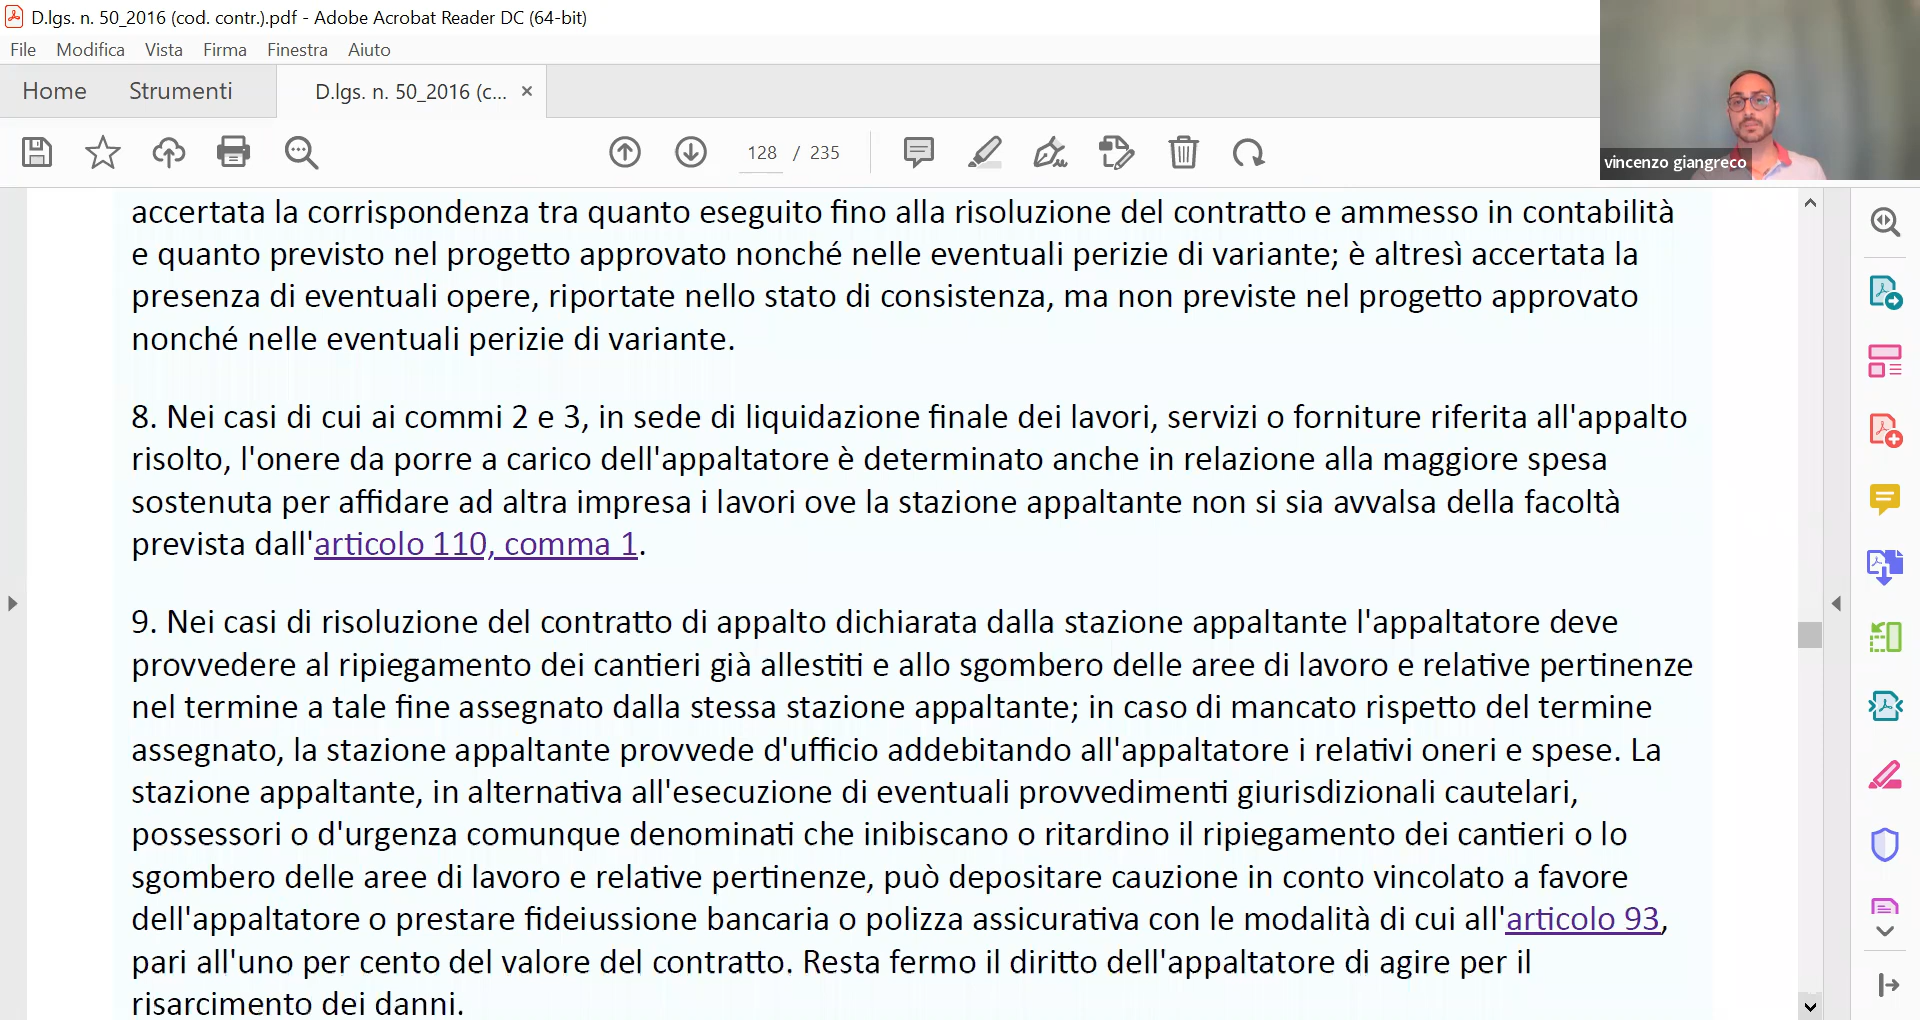 D.lgs. n. 50_2016 (cod. contr.).pdf - Adobe Acrobat Reader DC (64-bit)
File Modifica Vista Firma Finestra Aiuto
Home Strumenti D.lgs. n. 50_2016 (c... ×
128 / 235
vincenzo giangreco
accertata la corrispondenza tra quanto eseguito fino alla risoluzione del contratto e ammesso in contabilità
e quanto previsto nel progetto approvato nonché nelle eventuali perizie di variante; è altresì accertata la
presenza di eventuali opere, riportate nello stato di consistenza, ma non previste nel progetto approvato
nonché nelle eventuali perizie di variante.
8. Nei casi di cui ai commi 2 e 3, in sede di liquidazione finale dei lavori, servizi o forniture riferita all'appalto
risolto, l'onere da porre a carico dell'appaltatore è determinato anche in relazione alla maggiore spesa
sostenuta per affidare ad altra impresa i lavori ove la stazione appaltante non si sia avvalsa della facoltà
prevista dall'articolo 110, comma 1.
9. Nei casi di risoluzione del contratto di appalto dichiarata dalla stazione appaltante l'appaltatore deve
provvedere al ripiegamento dei cantieri già allestiti e allo sgombero delle aree di lavoro e relative pertinenze
nel termine a tale fine assegnato dalla stessa stazione appaltante; in caso di mancato rispetto del termine
assegnato, la stazione appaltante provvede d'ufficio addebitando all'appaltatore i relativi oneri e spese. La
stazione appaltante, in alternativa all'esecuzione di eventuali provvedimenti giurisdizionali cautelari,
possessori o d'urgenza comunque denominati che inibiscano o ritardino il ripiegamento dei cantieri o lo
sgombero delle aree di lavoro e relative pertinenze, può depositare cauzione in conto vincolato a favore
dell'appaltatore o prestare fideiussione bancaria o polizza assicurativa con le modalità di cui all'articolo 93,
pari all'uno per cento del valore del contratto. Resta fermo il diritto dell'appaltatore di agire per il
risarcimento dei danni.